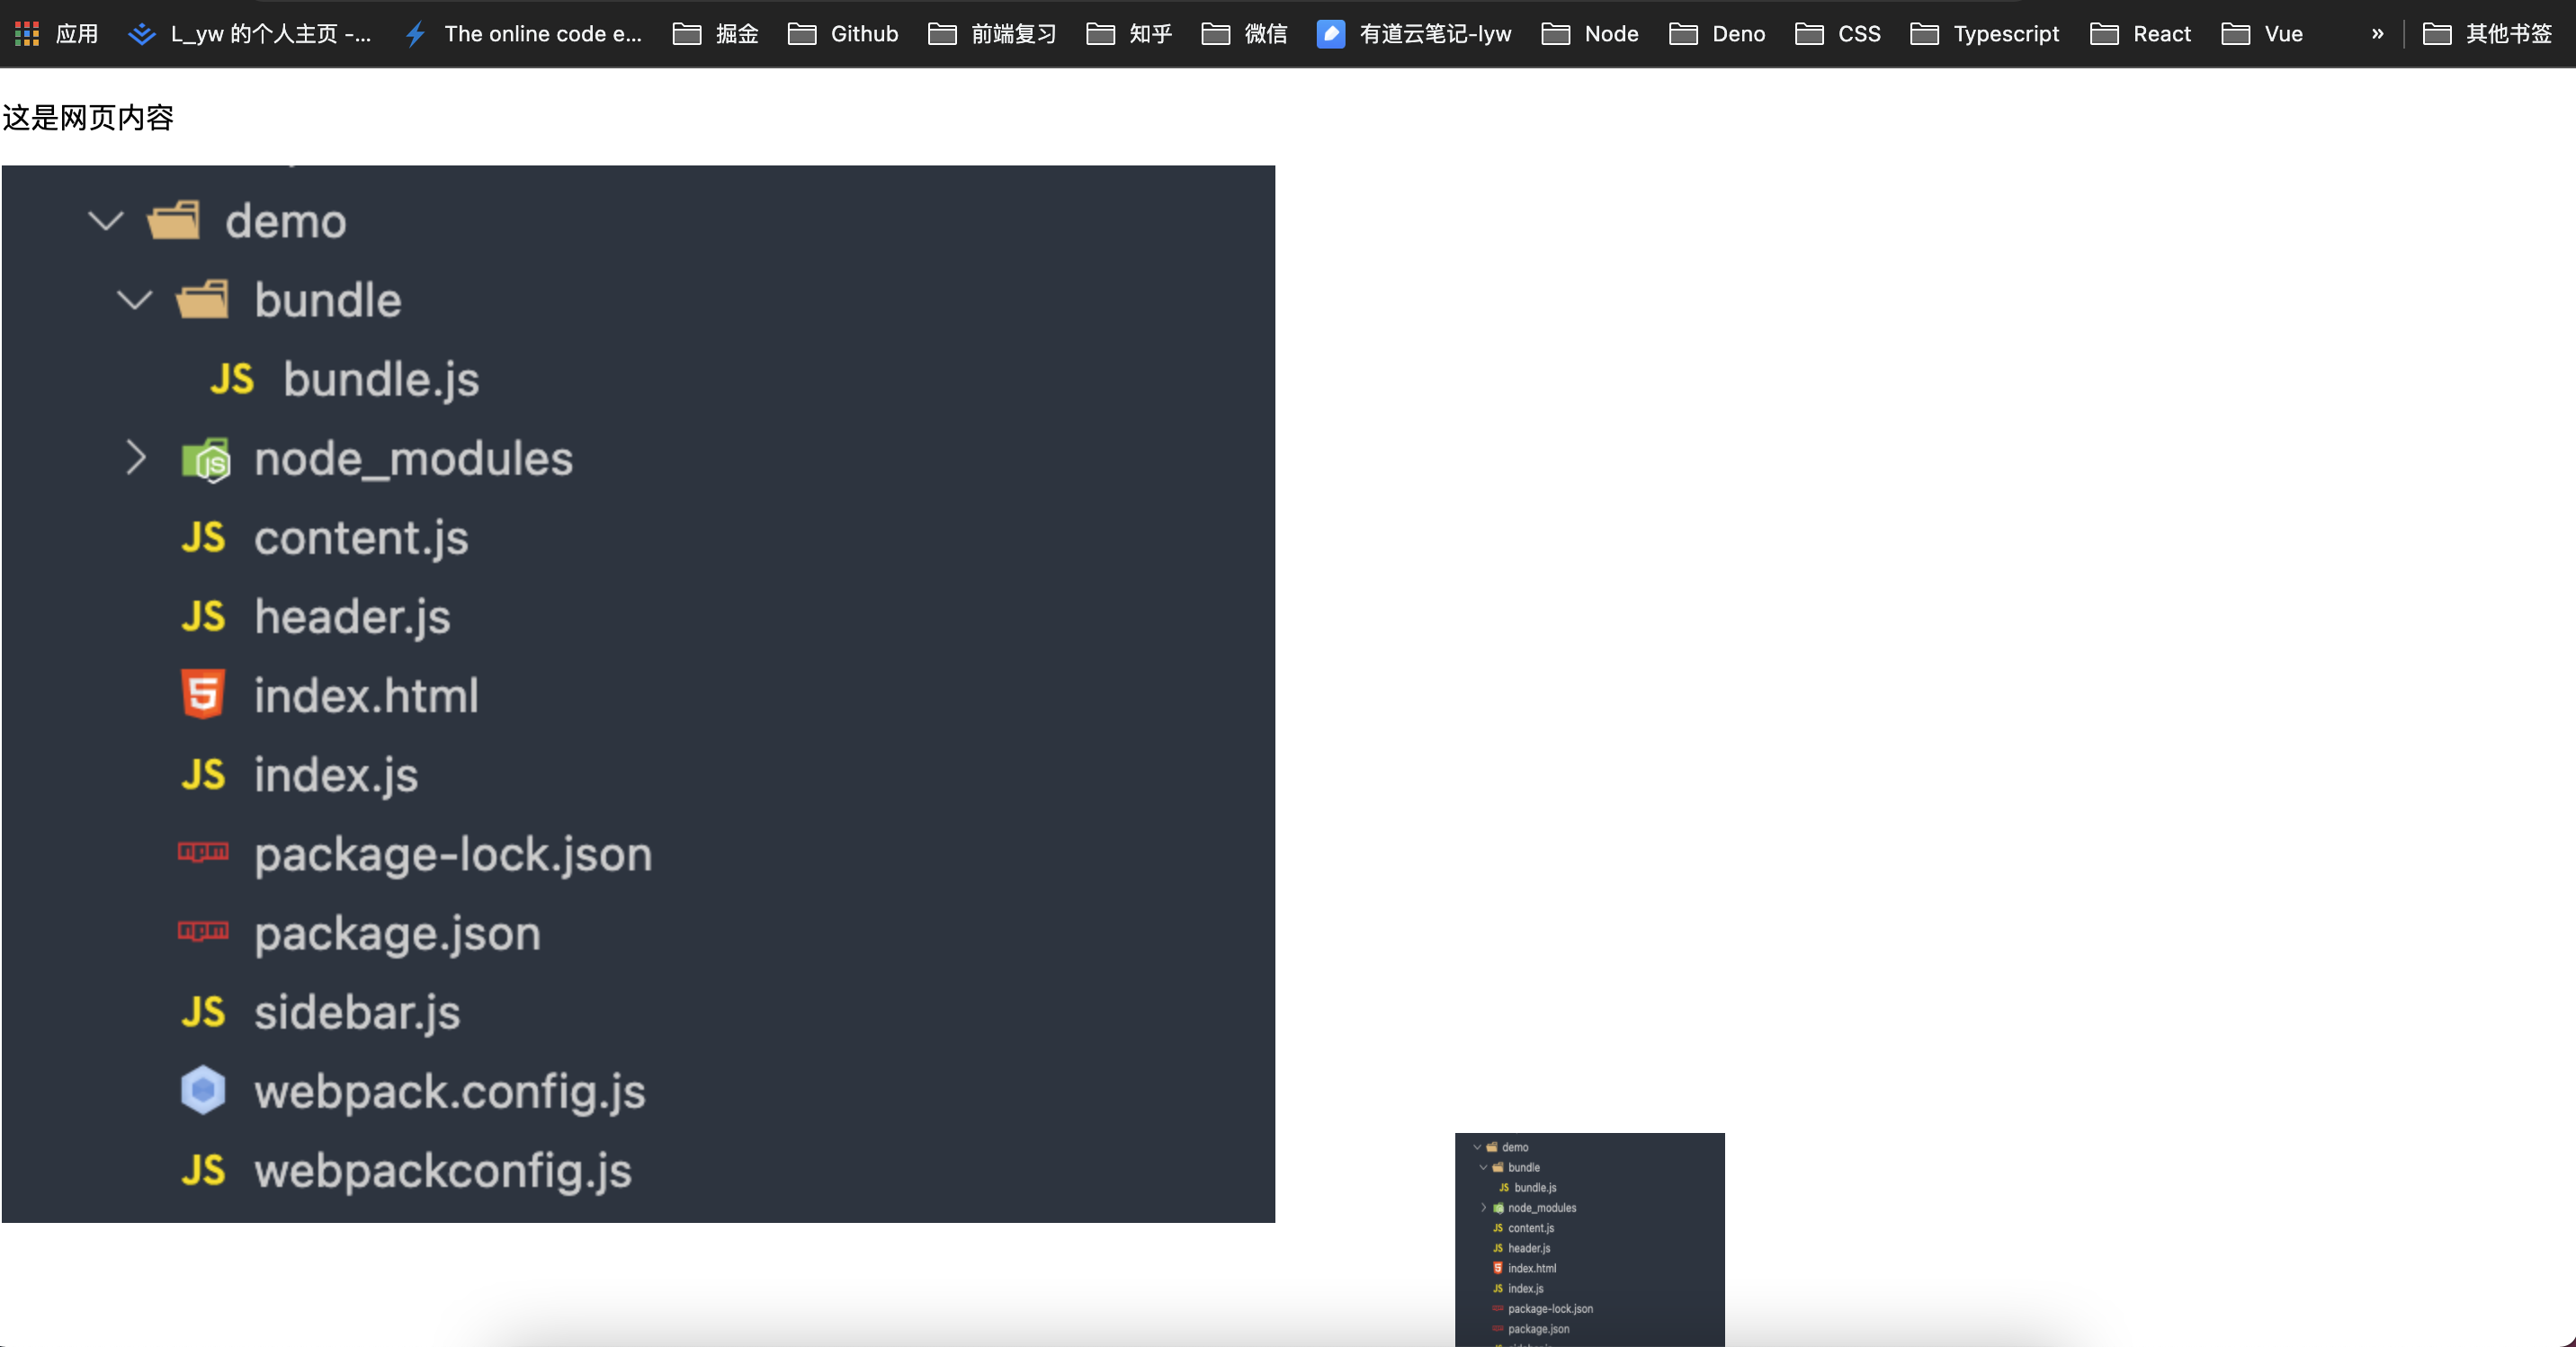 应用 L_yw 的个人主页 -... The online code e... 掘金 Github 前端复习 知乎 微信 有道云笔记-lyw Node Deno CSS Typescript React Vue » 其他书签
这是网页内容
demo
bundle
JS bundle.js
JS node_modules
JS content.js
JS header.js
5 index.html
JS index.js
npm package-lock.json
npm package.json
JS sidebar.js
webpack.config.js
JS webpackconfig.js
demo
bundle
JS bundle.js
node_modules
JS content.js
JS header.js
5 index.html
JS index.js
package-lock.json
package.json